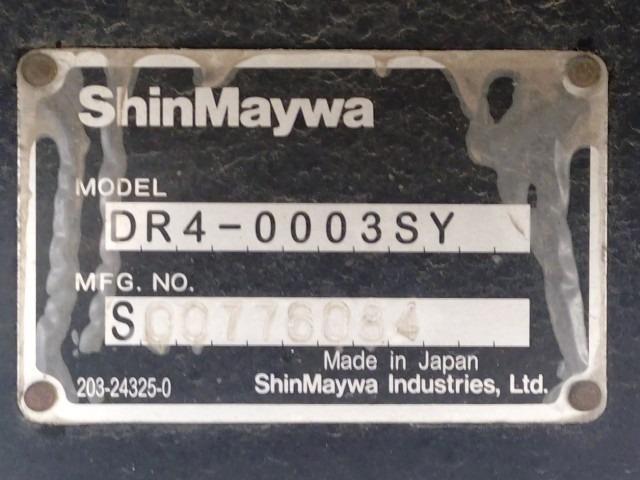 ShinMaywa
MODEL
DR4-0003SY
MFG. NO.
S00776084
Made in Japan
203-24325-0
ShinMaywa Industries, Ltd.